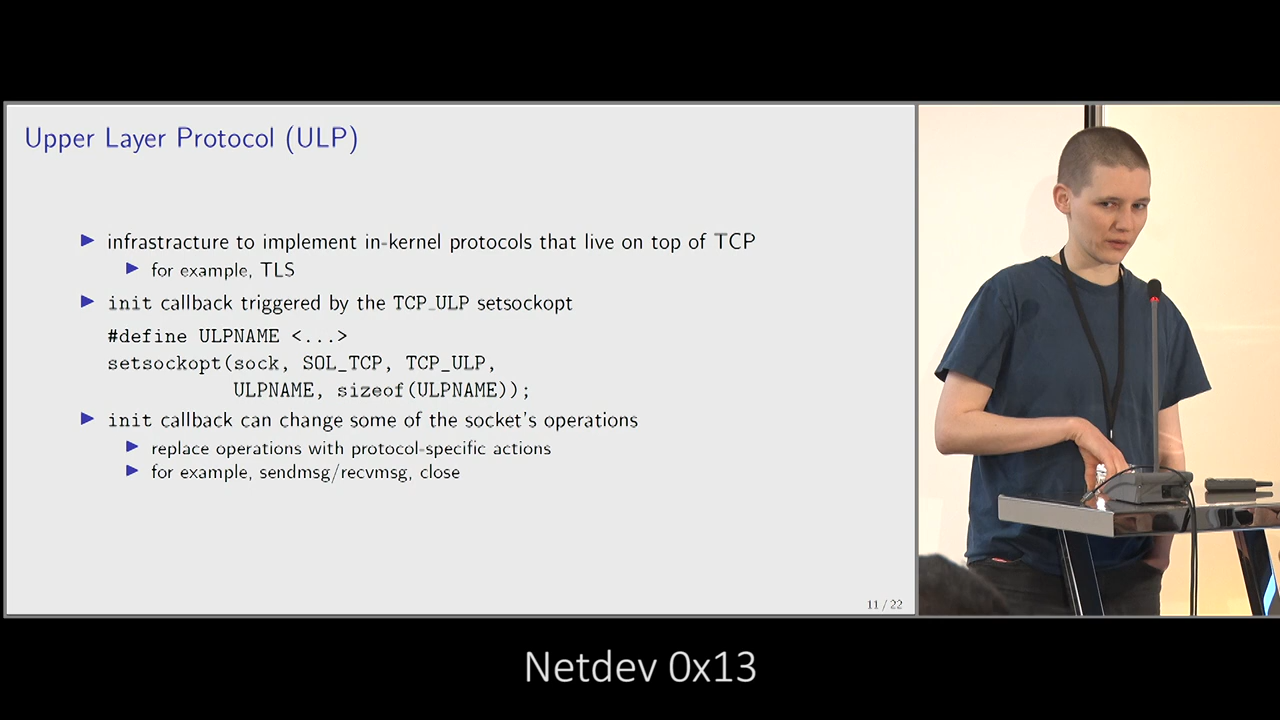 Upper Layer Protocol (ULP)
infrastracture to implement in-kernel protocols that live on top of TCP
for example, TLS
init callback triggered by the TCP_ULP setsockopt
#define ULPNAME <...>
setsockopt(sock, SOL_TCP, TCP_ULP,
ULPNAME, sizeof(ULPNAME));
init callback can change some of the socket's operations
replace operations with protocol-specific actions
for example, sendmsg/recvmsg, close
11 / 22
Netdev 0x13